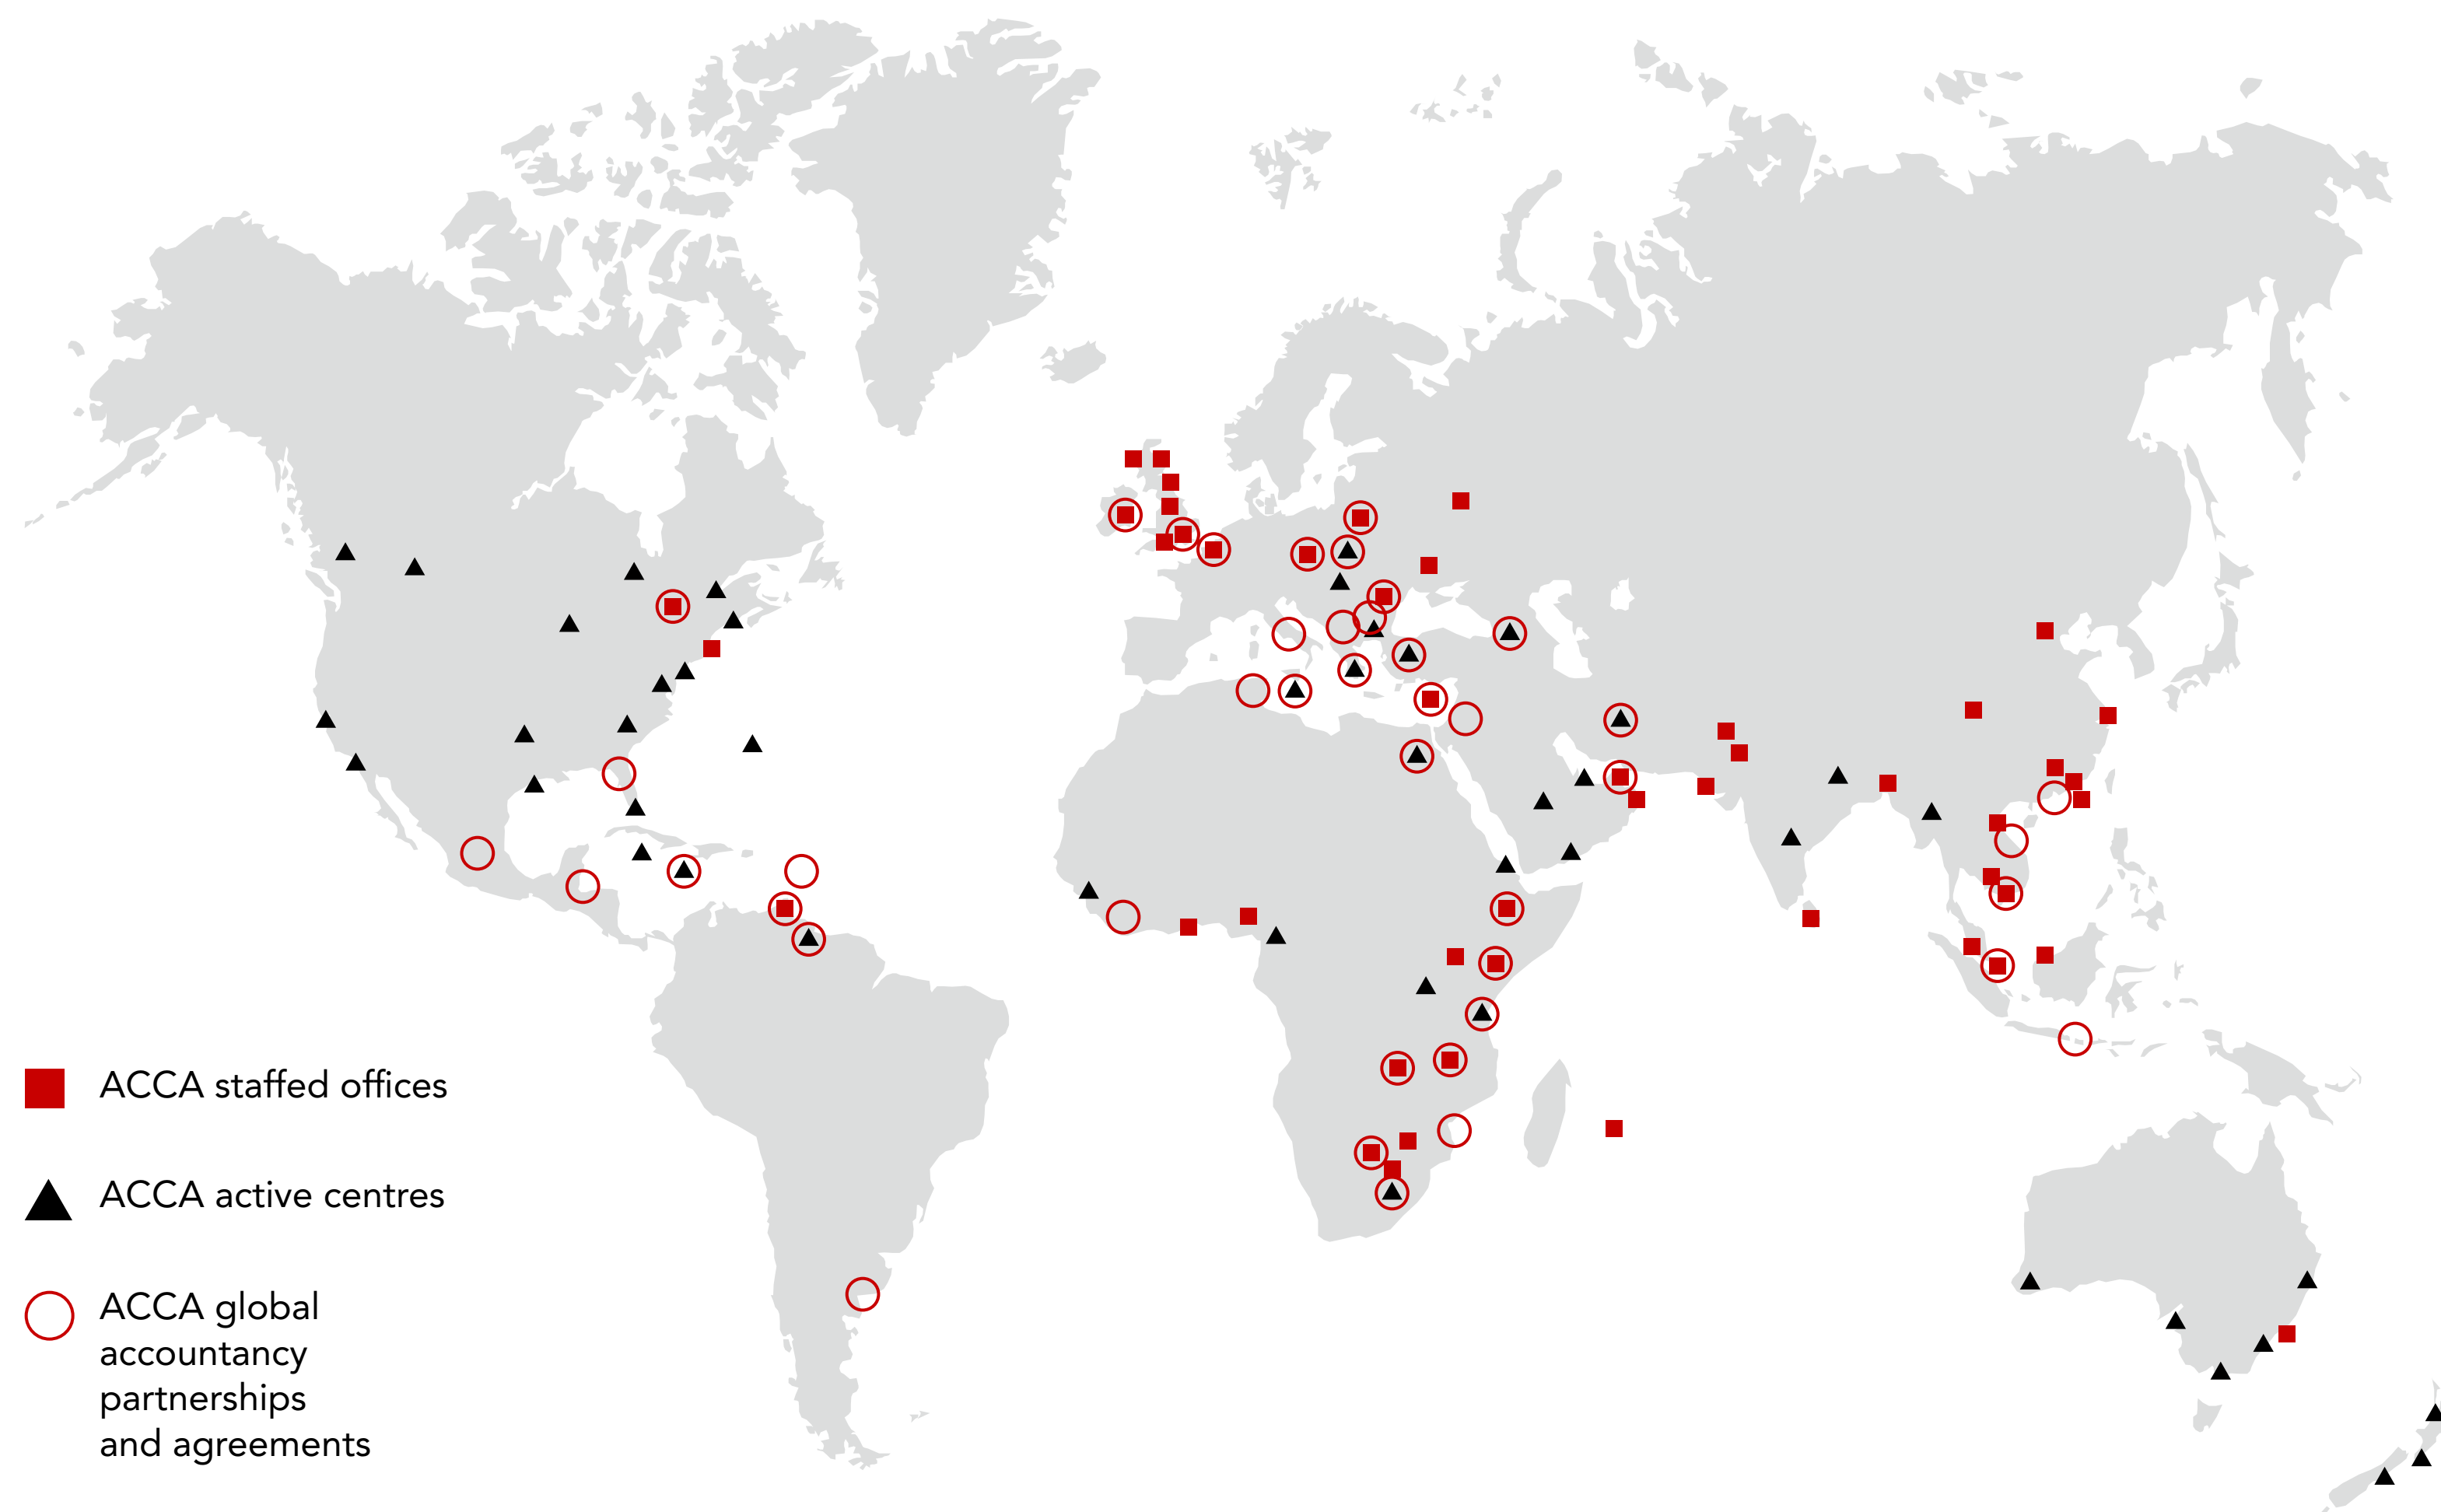 ACCA staffed offices
ACCA active centres
ACCA global
accountancy
partnerships
and agreements